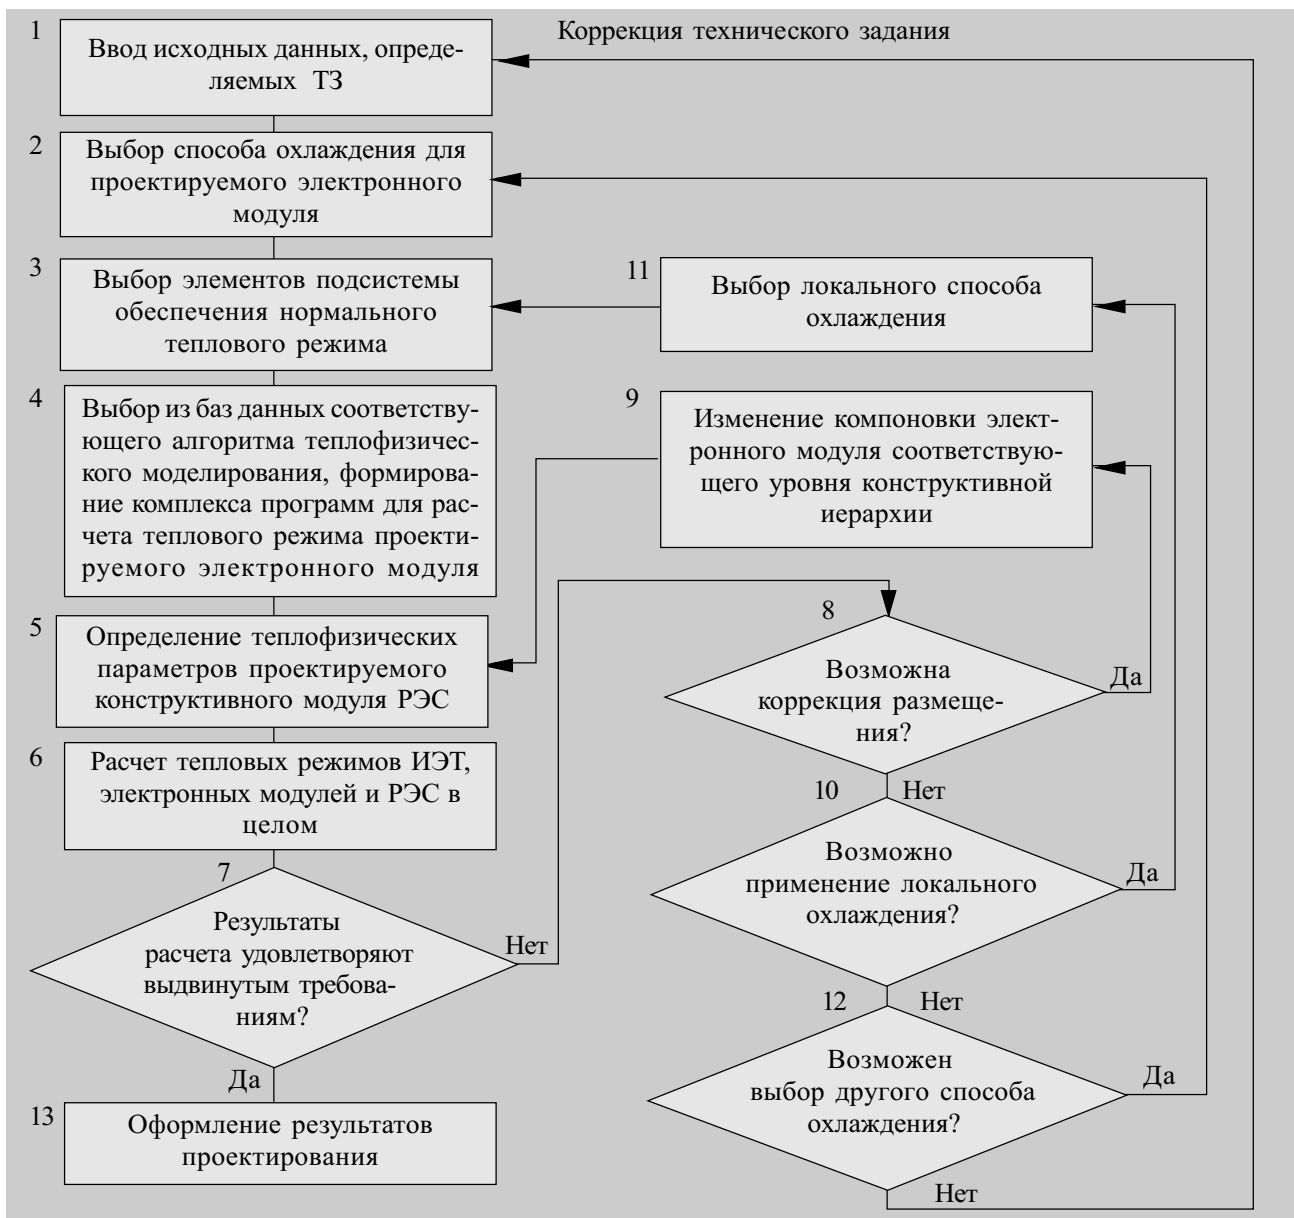 Коррекция технического задания
1
Ввод исходных данных, опреде-
ляемых ТЗ
2
Выбор способа охлаждения для
проектируемого электронного
модуля
3
Выбор элементов подсистемы
обеспечения нормального
теплового режима
4
Выбор из баз данных соответству-
ющего алгоритма теплофизичес-
кого моделирования, формирова-
ние комплекса программ для рас-
чета теплового режима проекти-
руемого электронного модуля
5
Определение теплофизических
параметров проектируемого
конструктивного модуля РЭС
6
Расчет тепловых режимов ИЭТ,
электронных модулей и РЭС в
целом
7
Результаты
расчета удовлетворяют
выдвинутым требова-
ниям?
Нет
Да
13
Оформление результатов
проектирования
11
Выбор локального способа
охлаждения
9
Изменение компоновки элект-
ронного модуля соответствую-
щего уровня конструктивной
иерархии
8
Возможна
коррекция размеще-
ния?
Да
Нет
10
Возможно
применение локального
охлаждения?
Да
Нет
12
Возможен
выбор другого способа
охлаждения?
Да
Нет